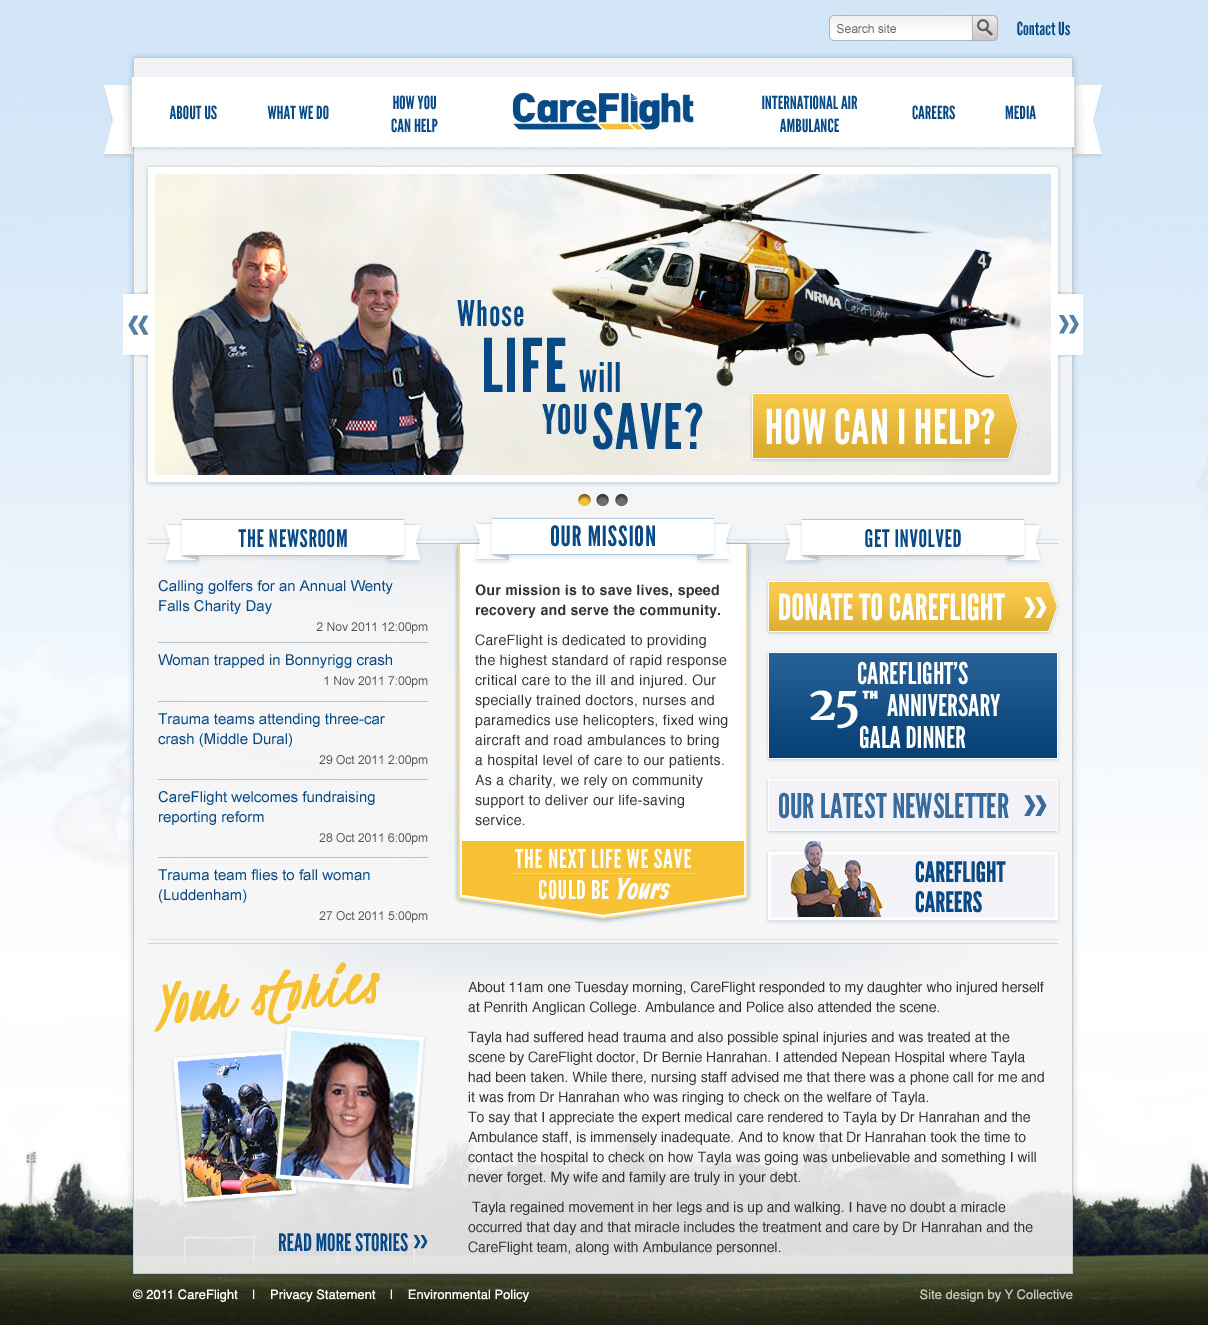 Search site
Contact Us
ABOUT US
WHAT WE DO
HOW YOU
CAN HELP
CareFlight
INTERNATIONAL AIR
AMBULANCE
CAREERS
MEDIA
4
NRMA CareFlight
CareFlight
Whose
LIFE will
YOU SAVE?
HOW CAN I HELP?
THE NEWSROOM
Calling golfers for an Annual Wenty
Falls Charity Day
2 Nov 2011 12:00pm
Woman trapped in Bonnyrigg crash
1 Nov 2011 7:00pm
Trauma teams attending three-car
crash (Middle Dural)
29 Oct 2011 2:00pm
CareFlight welcomes fundraising
reporting reform
28 Oct 2011 6:00pm
Trauma team flies to fall woman
(Luddenham)
27 Oct 2011 5:00pm
OUR MISSION
Our mission is to save lives, speed
recovery and serve the community.
CareFlight is dedicated to providing
the highest standard of rapid response
critical care to the ill and injured. Our
specially trained doctors, nurses and
paramedics use helicopters, fixed wing
aircraft and road ambulances to bring
a hospital level of care to our patients.
As a charity, we rely on community
support to deliver our life-saving
service.
THE NEXT LIFE WE SAVE
COULD BE Yours
GET INVOLVED
DONATE TO CAREFLIGHT »
CAREFLIGHT'S
25TH ANNIVERSARY
GALA DINNER
OUR LATEST NEWSLETTER »
CAREFLIGHT
CAREERS
Your stories
READ MORE STORIES »
About 11am one Tuesday morning, CareFlight responded to my daughter who injured herself
at Penrith Anglican College. Ambulance and Police also attended the scene.
Tayla had suffered head trauma and also possible spinal injuries and was treated at the
scene by CareFlight doctor, Dr Bernie Hanrahan. I attended Nepean Hospital where Tayla
had been taken. While there, nursing staff advised me that there was a phone call for me and
it was from Dr Hanrahan who was ringing to check on the welfare of Tayla.
To say that I appreciate the expert medical care rendered to Tayla by Dr Hanrahan and the
Ambulance staff, is immensely inadequate. And to know that Dr Hanrahan took the time to
contact the hospital to check on how Tayla was going was unbelievable and something I will
never forget. My wife and family are truly in your debt.
Tayla regained movement in her legs and is up and walking. I have no doubt a miracle
occurred that day and that miracle includes the treatment and care by Dr Hanrahan and the
CareFlight team, along with Ambulance personnel.
© 2011 CareFlight | Privacy Statement | Environmental Policy
Site design by Y Collective